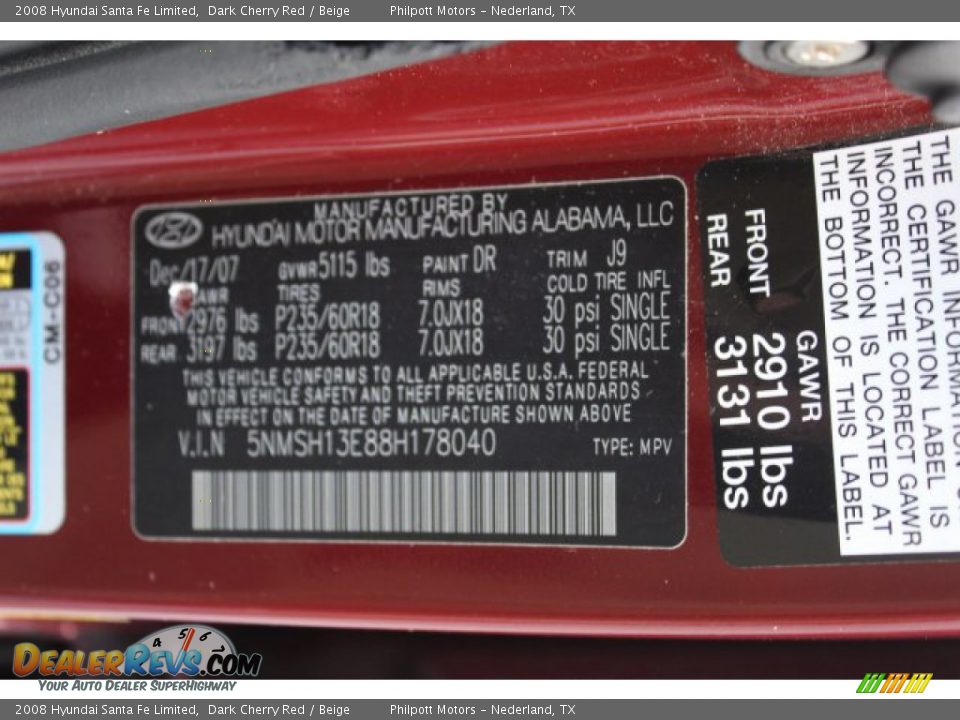 2008 Hyundai Santa Fe Limited, Dark Cherry Red / Beige Philpott Motors - Nederland, TX
MANUFACTURED BY
HYUNDAI MOTOR MANUFACTURING ALABAMA, LLC
Dec/17/07 GVWR 5115 lbs PAINT DR TRIM J9
GAWR TIRES RIMS COLD TIRE INFL
FRONT 2976 lbs P235/60R18 7.0JX18 30 psi SINGLE
REAR 3197 lbs P235/60R18 7.0JX18 30 psi SINGLE
THIS VEHICLE CONFORMS TO ALL APPLICABLE U.S.A. FEDERAL
MOTOR VEHICLE SAFETY AND THEFT PREVENTION STANDARDS
IN EFFECT ON THE DATE OF MANUFACTURE SHOWN ABOVE
V.I.N 5NMSH13E88H178040 TYPE: MPV
CM-C06
THE GAWR INFORMATION
THE CERTIFICATION LABEL IS
INCORRECT. THE CORRECT GAWR
INFORMATION IS LOCATED AT
THE BOTTOM OF THIS LABEL.
GAWR
FRONT 2910 lbs
REAR 3131 lbs
4 5 6
DEALERREVS.COM
YOUR AUTO DEALER SUPERHIGHWAY
2008 Hyundai Santa Fe Limited, Dark Cherry Red / Beige Philpott Motors - Nederland, TX